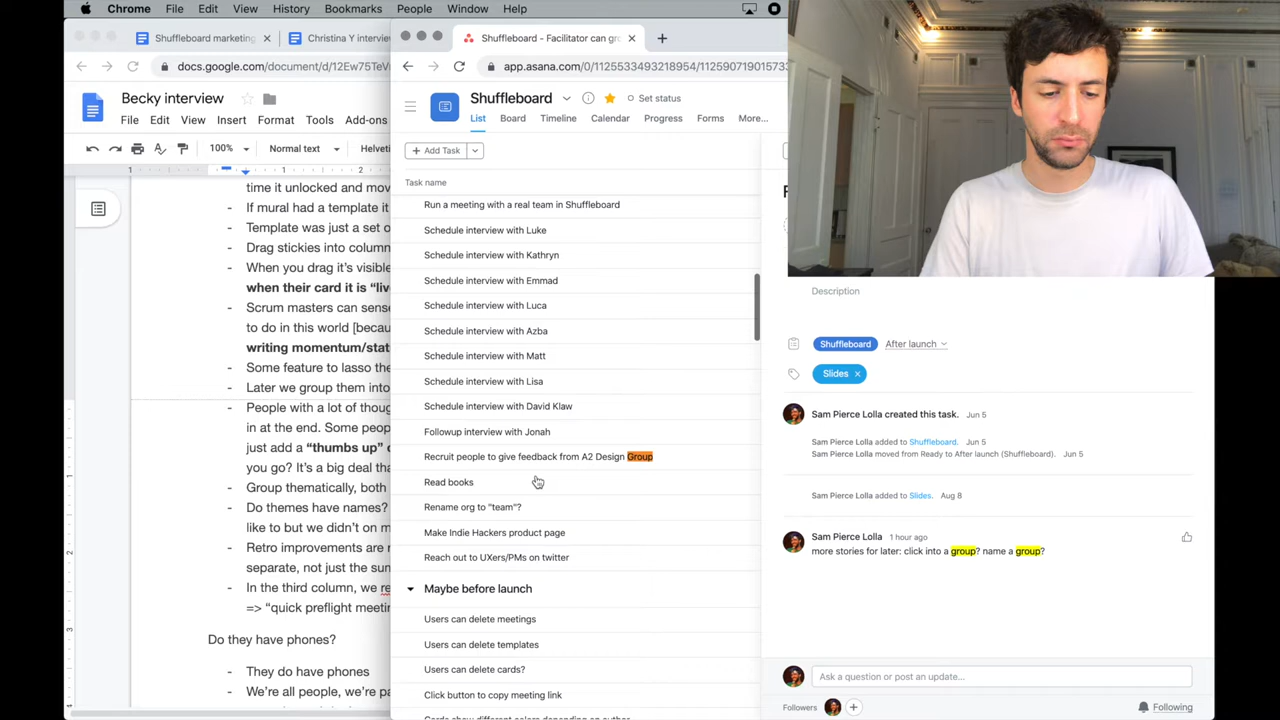 Chrome File Edit View History Bookmarks People Window Help
Shuffleboard ma
Christina Y interview
Shuffleboard - Facilitator can gr
docs.google.com/document/d/12Ew75TeV
app.asana.com/0/1125533493218954/11259071901573
Becky interview
File Edit View Insert Format Tools Add-ons
100% Normal text Helveti
Shuffleboard
Set status
List Board Timeline Calendar Progress Forms More...
Add Task
Task name
time it unlocked and mov
- If mural had a template it
- Template was just a set o
- Drag stickies into column
- When you drag it's visible
when their card it is "liv
- Scrum masters can sens
to do in this world [becau
writing momentum/stat
- Some feature to lasso the
- Later we group them into
- People with a lot of thoug
in at the end. Some peop
just add a "thumbs up" o
you go? It's a big deal tha
- Group thematically, both
- Do themes have names?
like to but we didn't on m
- Retro improvements are r
rate, not just the sum
- In the third column, we re
=> "quick preflight meetin
Do they have phones?
- They do have phones
- We're all people, we're pa
Run a meeting with a real team in Shuffleboard
Schedule interview with Luke
Schedule interview with Kathryn
Schedule interview with Emmad
Schedule interview with Luca
Schedule interview with Azba
Schedule interview with Matt
Schedule interview with Lisa
Schedule interview with David Klaw
Followup interview with Jonah
Recruit people to give feedback from A2 Design Group
Read books
Rename org to "team"?
Make Indie Hackers product page
Reach out to UXers/PMs on twitter
Maybe before launch
Users can delete meetings
Users can delete templates
Users can delete cards?
Click button to copy meeting link
Cards show different colors depending on author
Description
Shuffleboard After launch
Slides ×
Sam Pierce Lolla created this task. Jun 5
Sam Pierce Lolla added to Shuffleboard. Jun 5
Sam Pierce Lolla moved from Ready to After launch (Shuffleboard). Jun 5
Sam Pierce Lolla added to Slides. Aug 8
Sam Pierce Lolla 1 hour ago
more stories for later: click into a group? name a group?
Ask a question or post an update...
Followers
Following